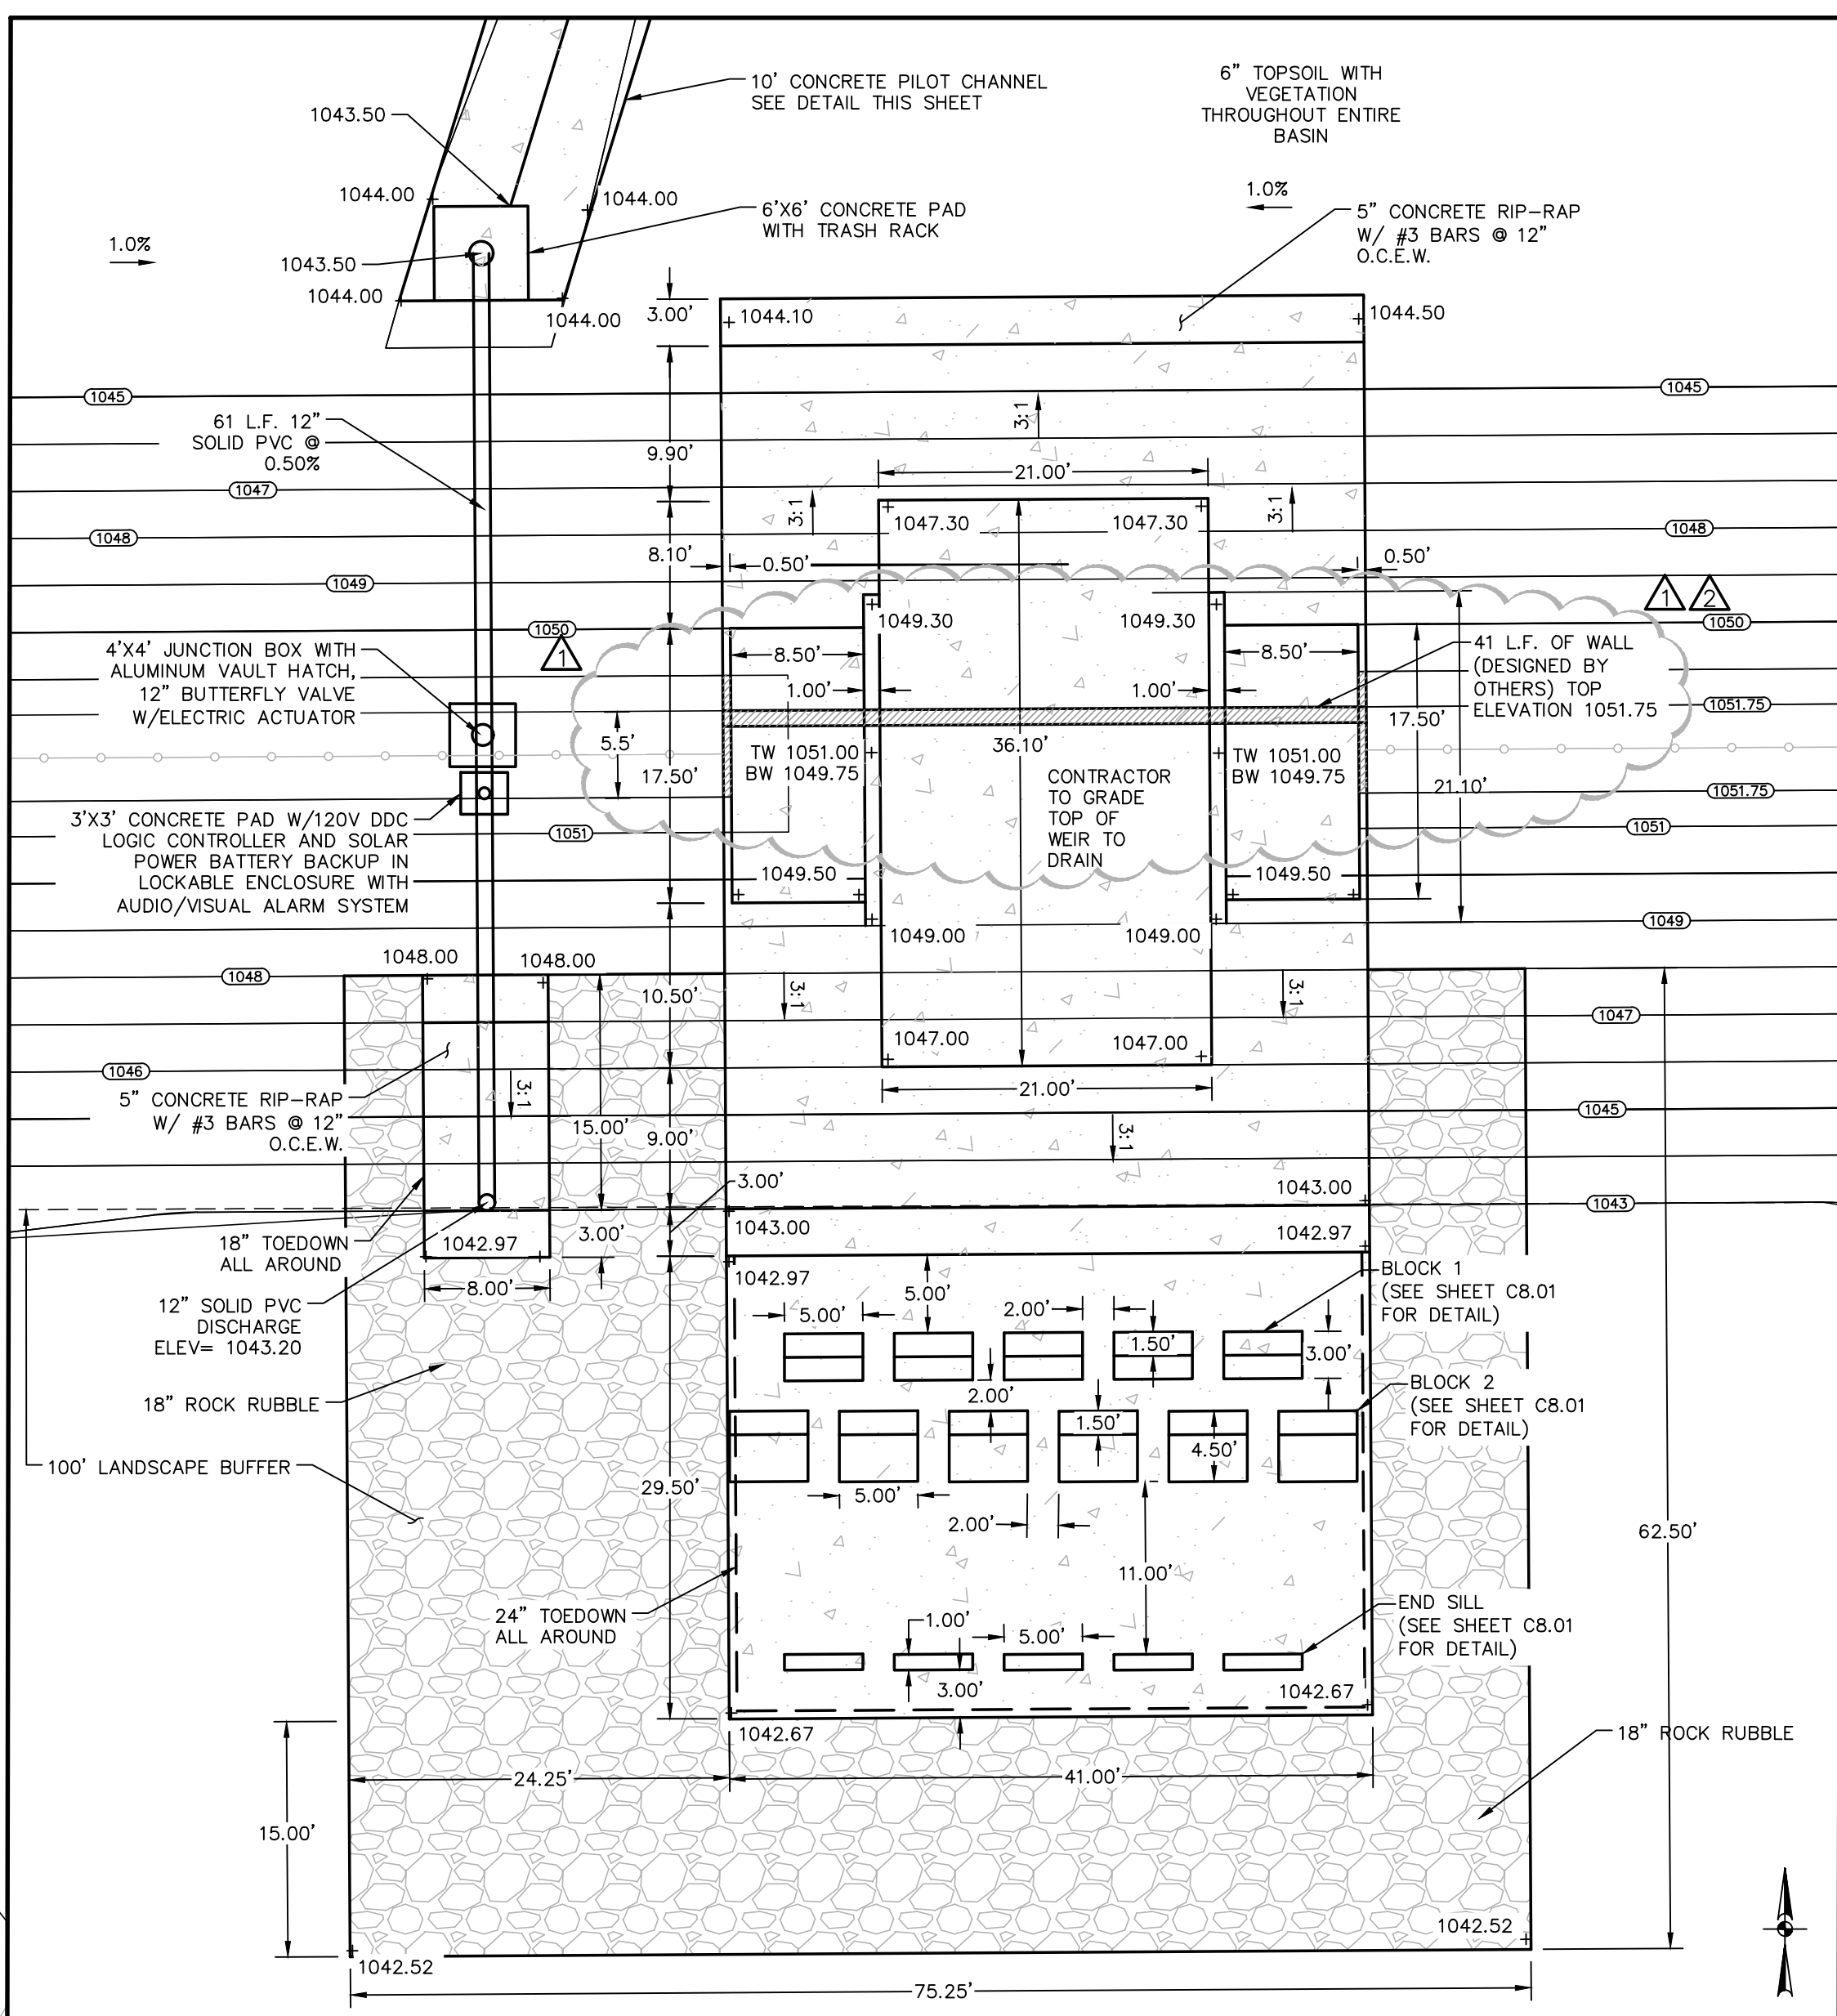 10' CONCRETE PILOT CHANNEL
SEE DETAIL THIS SHEET
6" TOPSOIL WITH
VEGETATION
THROUGHOUT ENTIRE
BASIN
1043.50
1044.00
1044.00
6'X6' CONCRETE PAD
WITH TRASH RACK
1.0%
5" CONCRETE RIP-RAP
W/ #3 BARS @ 12"
O.C.E.W.
1.0%
1043.50
1044.00
1044.00
3.00'
1044.10
1044.50
1045
1045
61 L.F. 12"
SOLID PVC @
0.50%
3:1
9.90'
21.00'
1047
3:1
3:1
1047.30
1047.30
1048
1048
8.10'
0.50'
0.50'
1049
1049.30
1049.30
1
2
1050
1050
1
4'X4' JUNCTION BOX WITH
ALUMINUM VAULT HATCH,
12" BUTTERFLY VALVE
W/ELECTRIC ACTUATOR
8.50'
8.50'
1.00'
1.00'
41 L.F. OF WALL
(DESIGNED BY
OTHERS) TOP
ELEVATION 1051.75
1051.75
17.50'
5.5'
36.10'
TW 1051.00
BW 1049.75
TW 1051.00
BW 1049.75
17.50'
CONTRACTOR
TO GRADE
TOP OF
WEIR TO
DRAIN
21.10'
1051.75
3'X3' CONCRETE PAD W/120V DDC
LOGIC CONTROLLER AND SOLAR
POWER BATTERY BACKUP IN
LOCKABLE ENCLOSURE WITH
AUDIO/VISUAL ALARM SYSTEM
1051
1051
1049.50
1049.50
1049.00
1049.00
1049
1048
1048.00
1048.00
10.50'
3:1
3:1
1047
1047.00
1047.00
1046
5" CONCRETE RIP-RAP
W/ #3 BARS @ 12"
O.C.E.W.
3:1
21.00'
1045
15.00'
9.00'
3:1
3.00'
1043.00
1043
18" TOEDOWN
ALL AROUND
1042.97
3.00'
1043.00
1042.97
12" SOLID PVC
DISCHARGE
ELEV= 1043.20
8.00'
1042.97
5.00'
BLOCK 1
(SEE SHEET C8.01
FOR DETAIL)
5.00'
2.00'
1.50'
3.00'
18" ROCK RUBBLE
2.00'
BLOCK 2
(SEE SHEET C8.01
FOR DETAIL)
1.50'
4.50'
100' LANDSCAPE BUFFER
29.50'
5.00'
2.00'
62.50'
11.00'
24" TOEDOWN
ALL AROUND
1.00'
5.00'
END SILL
(SEE SHEET C8.01
FOR DETAIL)
3.00'
1042.67
1042.67
18" ROCK RUBBLE
24.25'
41.00'
15.00'
1042.52
1042.52
75.25'